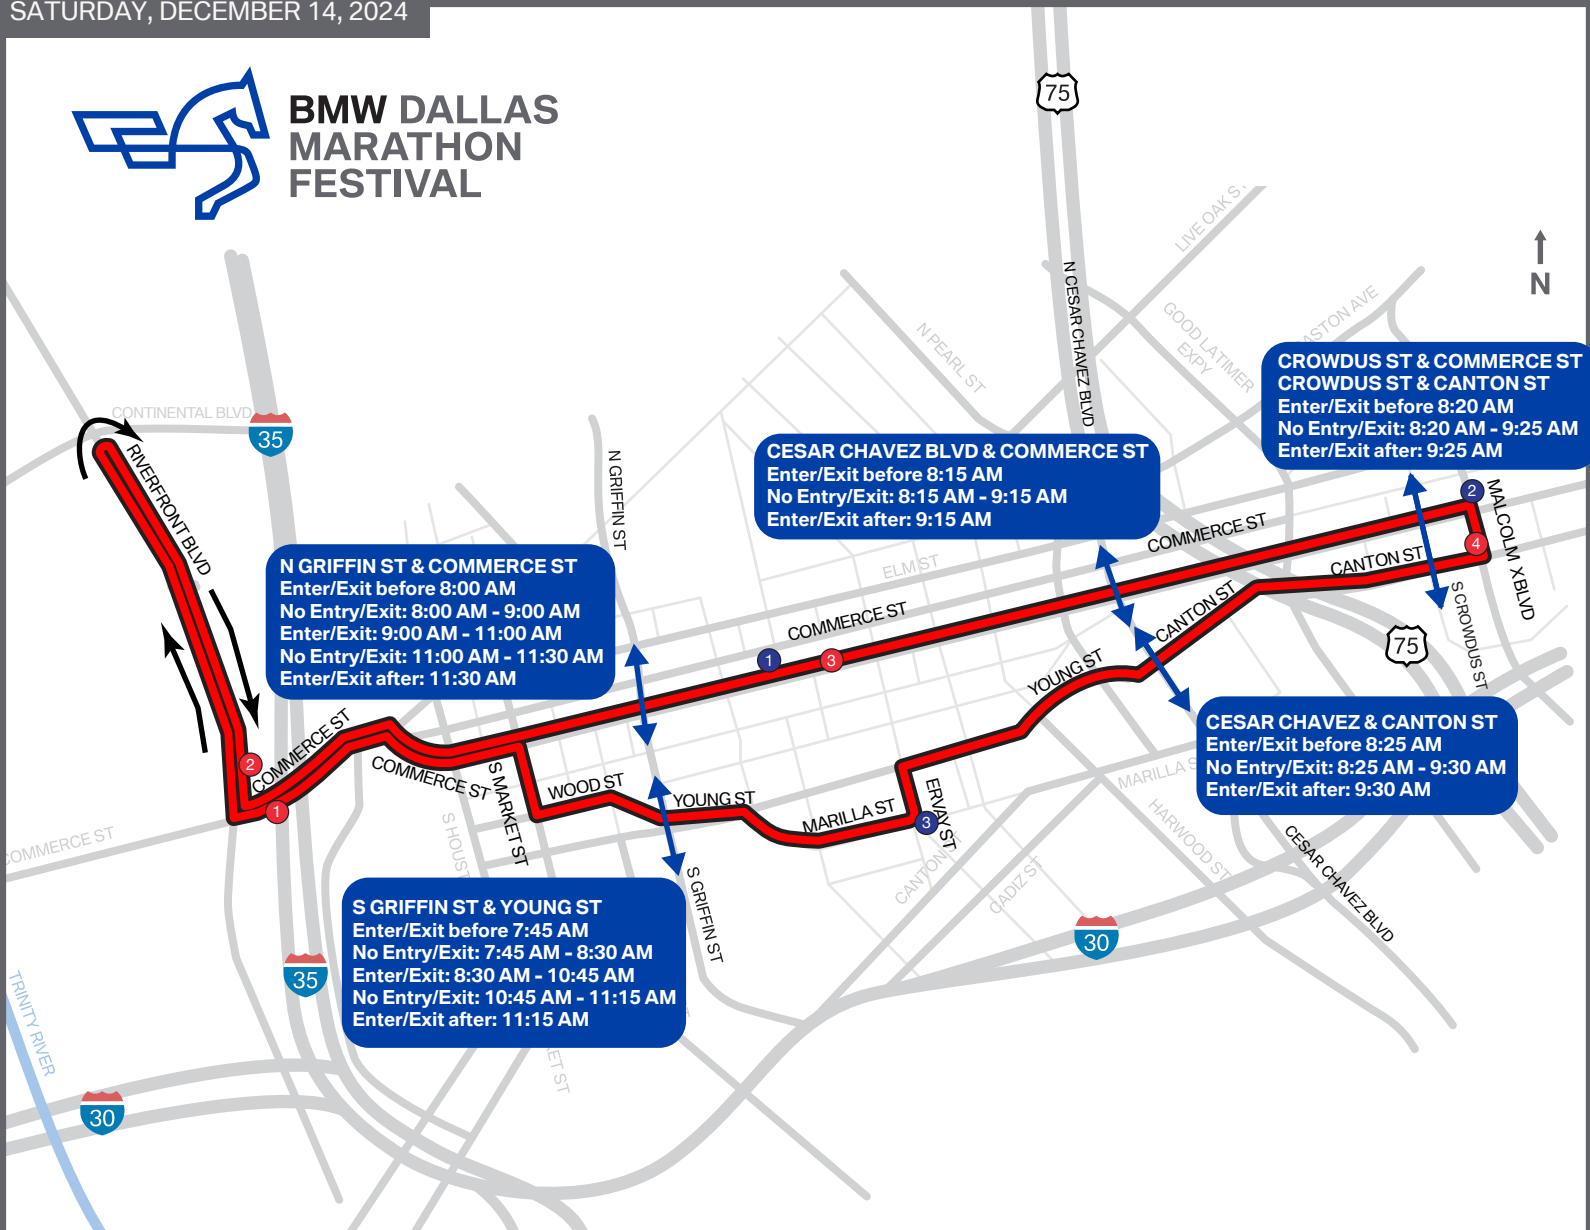 SATURDAY, DECEMBER 14, 2024
BMW DALLAS
MARATHON
FESTIVAL
75
N
LIVE OAK ST
N CESAR CHAVEZ BLVD
N PEARL ST
GOOD LATIMER
EXPY
CONTINENTAL BLVD
35
RIVERFRONT BLVD
N GRIFFIN ST
CROWDUS ST & COMMERCE ST
CROWDUS ST & CANTON ST
Enter/Exit before 8:20 AM
No Entry/Exit: 8:20 AM - 9:25 AM
Enter/Exit after: 9:25 AM
CESAR CHAVEZ BLVD & COMMERCE ST
Enter/Exit before 8:15 AM
No Entry/Exit: 8:15 AM - 9:15 AM
Enter/Exit after: 9:15 AM
2
MALCOLM X BLVD
4
COMMERCE ST
CANTON ST
ELM ST
N GRIFFIN ST & COMMERCE ST
Enter/Exit before 8:00 AM
No Entry/Exit: 8:00 AM - 9:00 AM
Enter/Exit: 9:00 AM - 11:00 AM
No Entry/Exit: 11:00 AM - 11:30 AM
Enter/Exit after: 11:30 AM
COMMERCE ST
1
3
CANTON ST
S CROWDUS ST
75
YOUNG ST
CESAR CHAVEZ & CANTON ST
Enter/Exit before 8:25 AM
No Entry/Exit: 8:25 AM - 9:30 AM
Enter/Exit after: 9:30 AM
2
COMMERCE ST
1
COMMERCE ST
COMMERCE ST
S MARKET ST
WOOD ST
YOUNG ST
MARILLA ST
ERVAY ST
3
MARILLA S
HARWOOD ST
CESAR CHAVEZ BLVD
CANTON ST
CADIZ ST
S HOUST
S GRIFFIN ST
S GRIFFIN ST & YOUNG ST
Enter/Exit before 7:45 AM
No Entry/Exit: 7:45 AM - 8:30 AM
Enter/Exit: 8:30 AM - 10:45 AM
No Entry/Exit: 10:45 AM - 11:15 AM
Enter/Exit after: 11:15 AM
30
35
TRINITY RIVER
30
KET ST